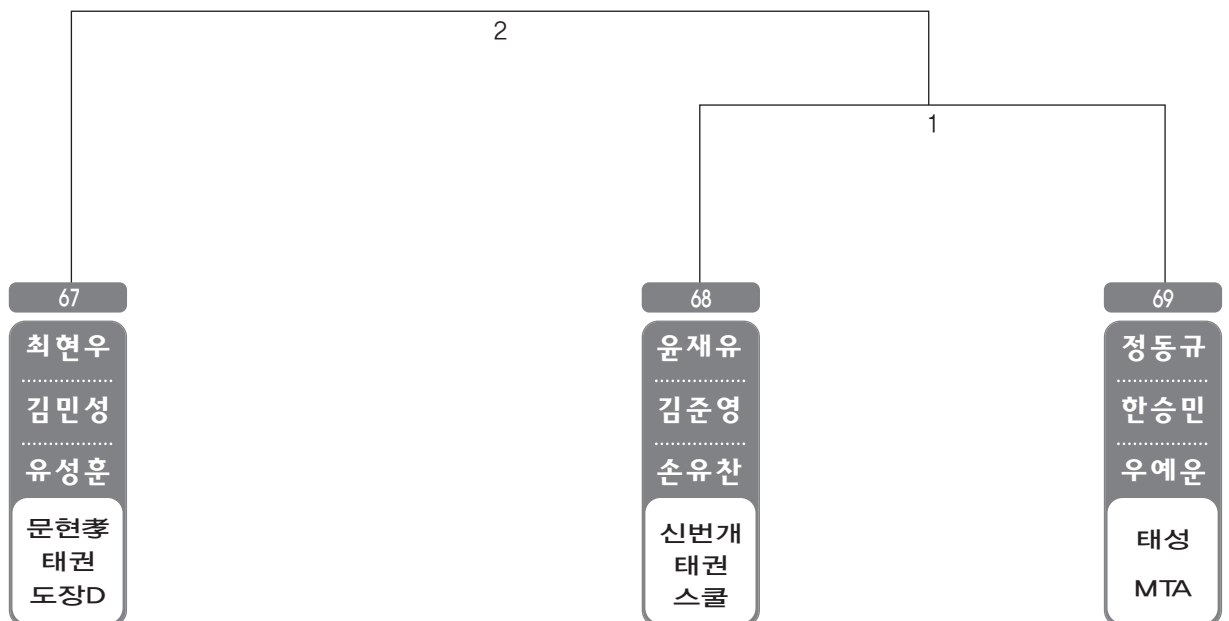 2
1
67
최현우
김민성
유성훈
문현孝
태권
도장D
68
윤재유
김준영
손유찬
신번개
태권
스쿨
69
정동규
한승민
우예운
태성
MTA